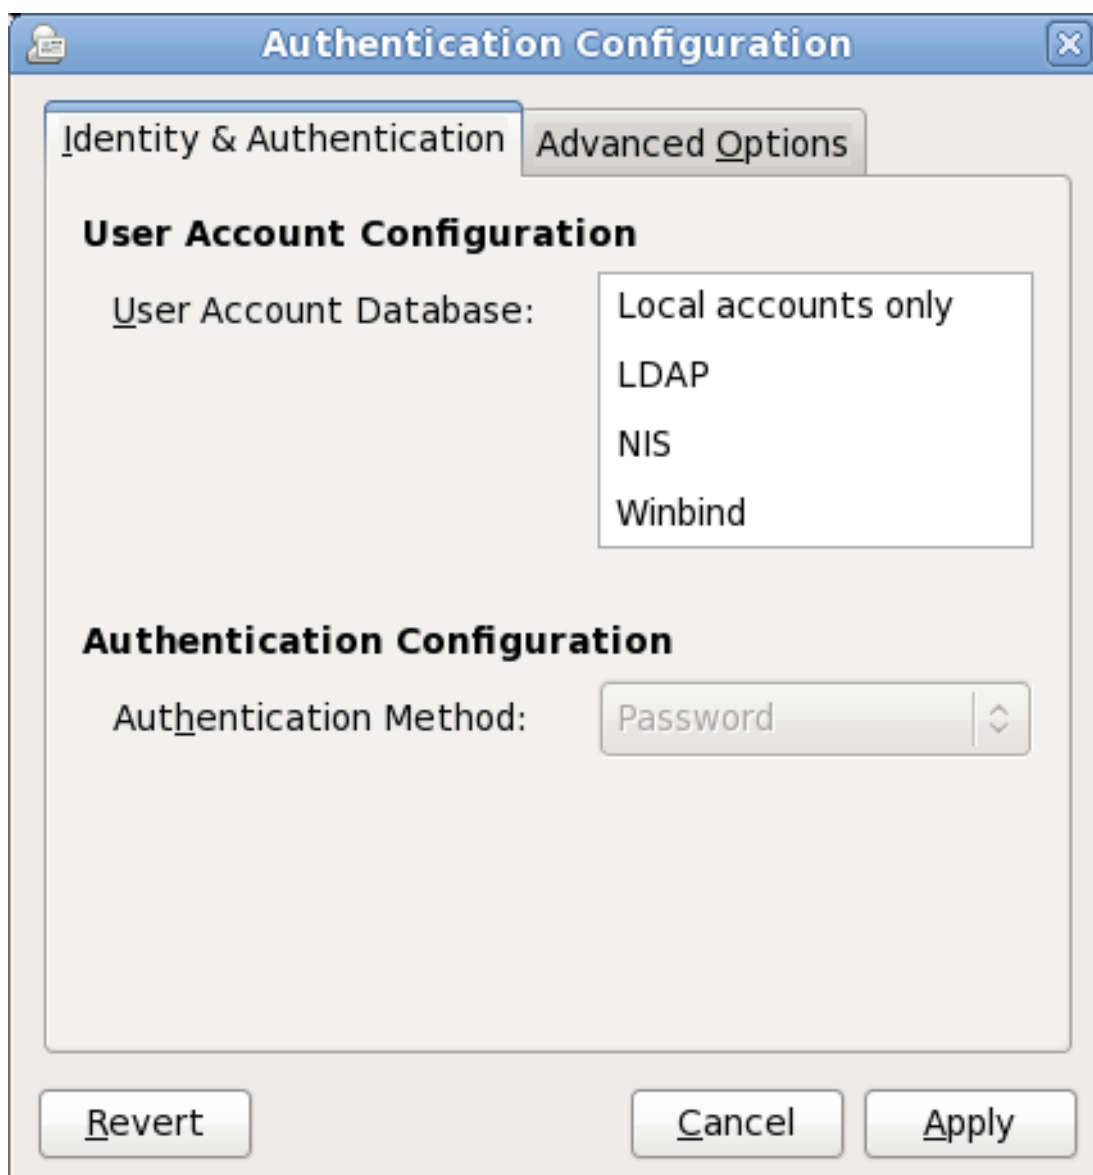 Authentication Configuration
Identity & Authentication
Advanced Options
User Account Configuration
User Account Database:
Local accounts only
LDAP
NIS
Winbind
Authentication Configuration
Authentication Method:
Password
Revert
Cancel
Apply